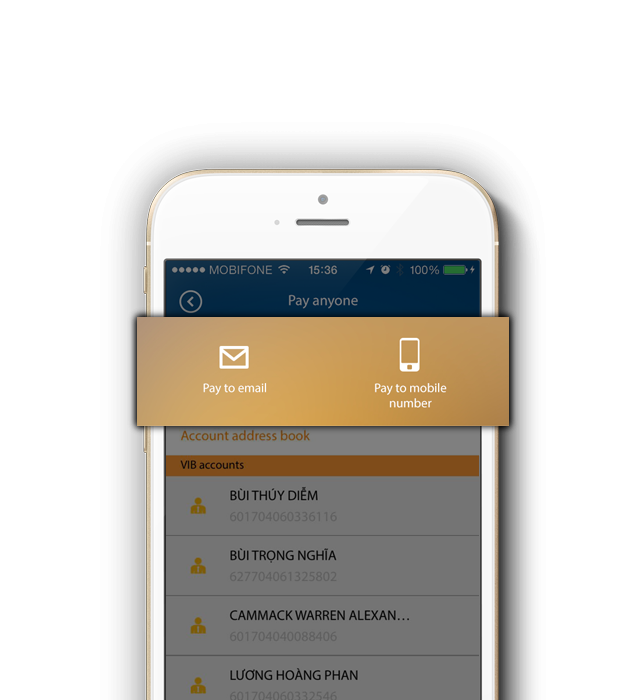 MOBIFONE 15:36 100%
Pay anyone
Pay to email
Pay to mobile
number
Account address book
VIB accounts
BÙI THÚY DIỄM
601704060336116
BÙI TRỌNG NGHĨA
627704061325802
CAMMACK WARREN ALEXAN...
601704040088406
LƯƠNG HOÀNG PHAN
601704060332546